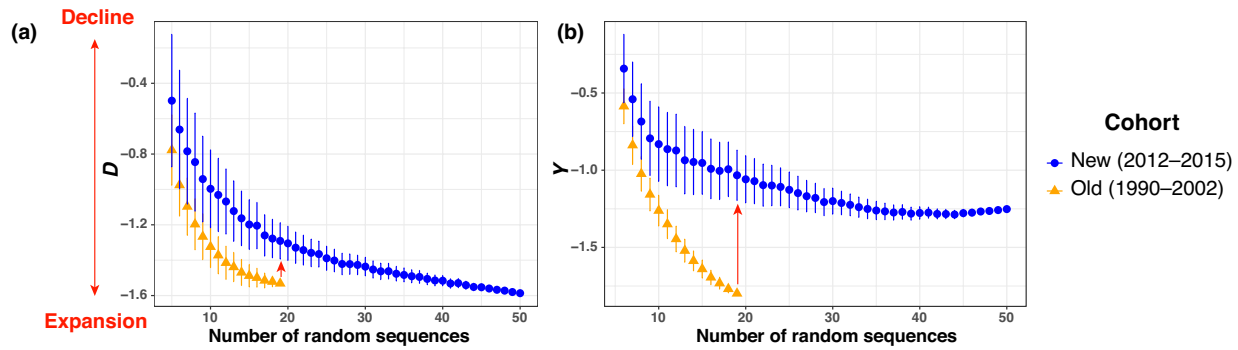 Decline
(a)
−0.4
−0.8
−1.2
−1.6
D
Expansion
10
20
30
40
50
Number of random sequences
(b)
−0.5
−1.0
−1.5
Y
10
20
30
40
50
Number of random sequences
Cohort
New (2012−2015)
Old (1990−2002)